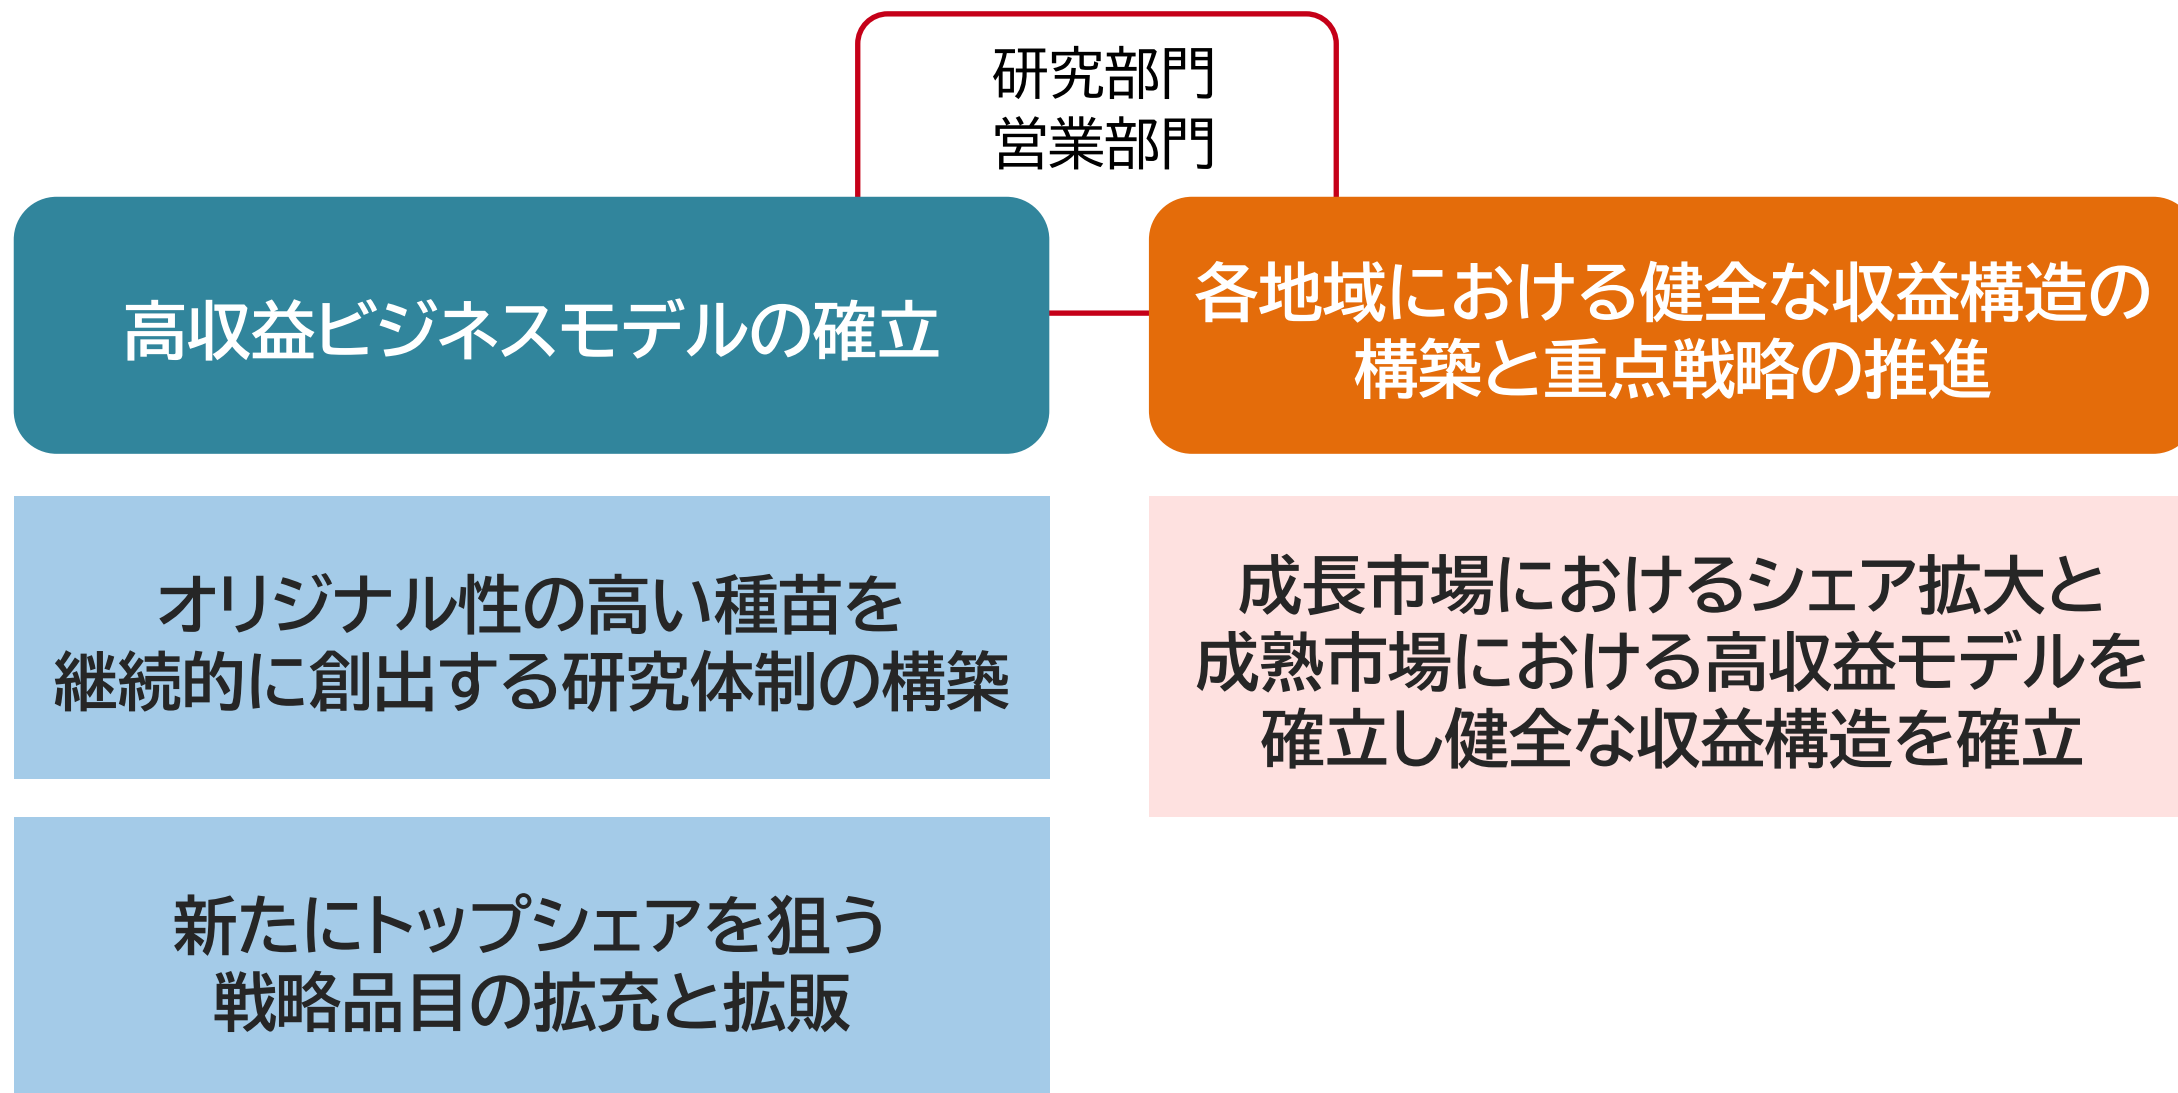 研究部門
営業部門
高収益ビジネスモデルの確立
各地域における健全な収益構造の
構築と重点戦略の推進
オリジナル性の高い種苗を
継続的に創出する研究体制の構築
新たにトップシェアを狙う
戦略品目の拡充と拡販
成長市場におけるシェア拡大と
成熟市場における高収益モデルを
確立し健全な収益構造を確立